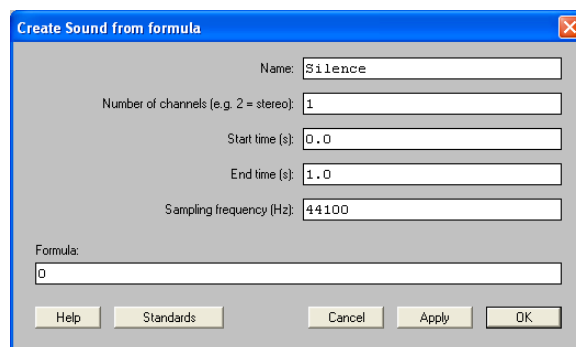 Create Sound from formula
Name: Silence
Number of channels (e.g. 2 = stereo): 1
Start time (s): 0.0
End time (s): 1.0
Sampling frequency (Hz): 44100
Formula:
0
Help Standards Cancel Apply OK